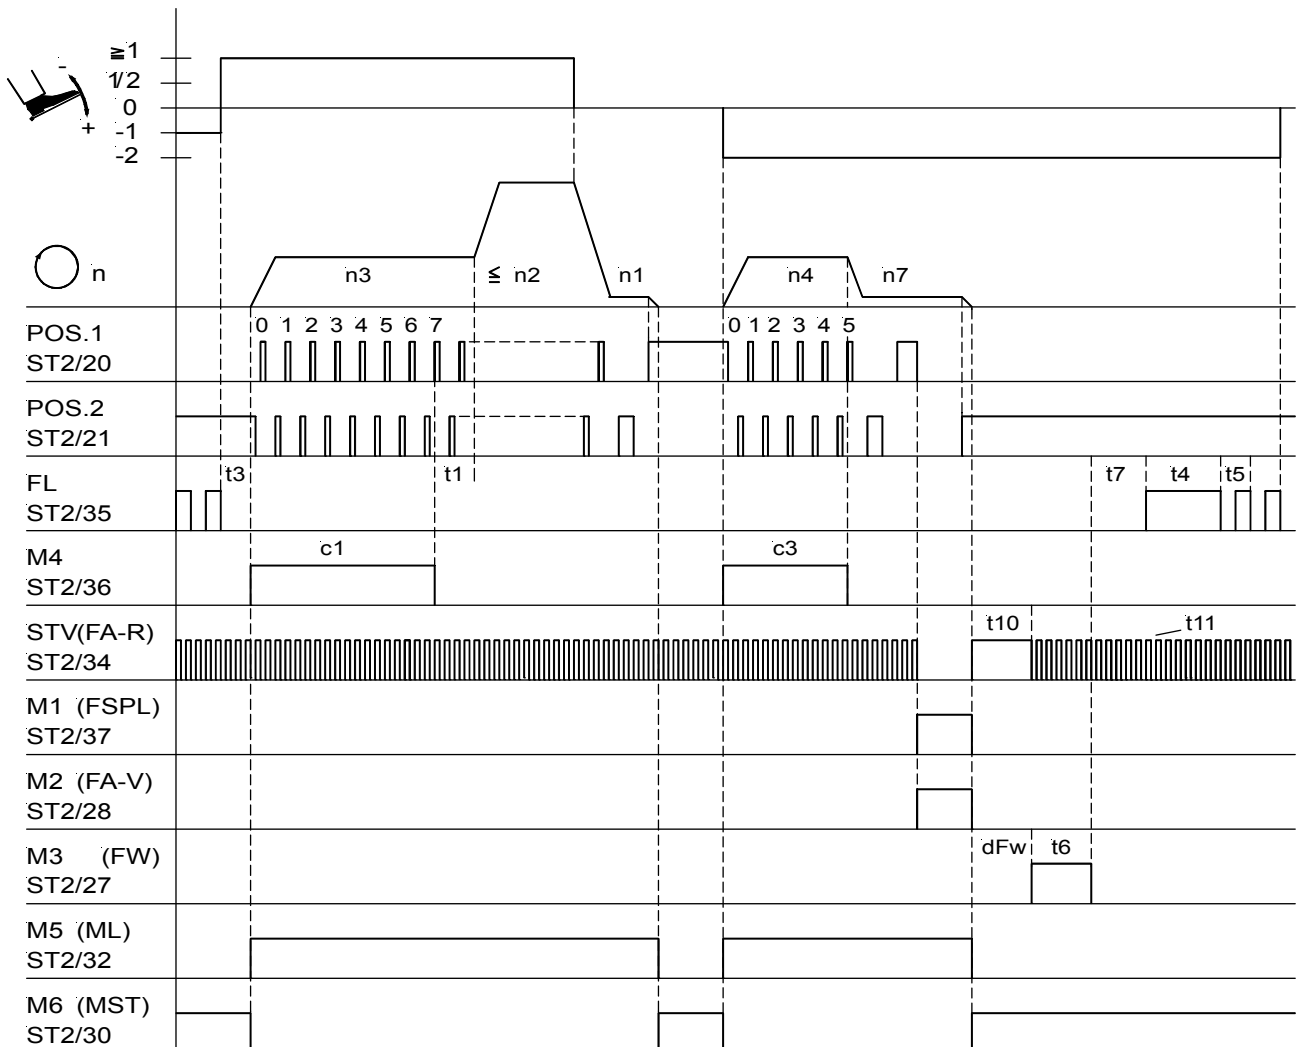 ≧1
1/2
-
0
+
-1
-2
n
n3
≦ n2
n1
n4
n7
POS.1
0 1 2 3 4 5 6 7
0 1 2 3 4 5
ST2/20
POS.2
ST2/21
t3
t1
t7
t4
t5
FL
ST2/35
M4
c1
c3
ST2/36
STV(FA-R)
t10
t11
ST2/34
M1 (FSPL)
ST2/37
M2 (FA-V)
ST2/28
M3 (FW)
dFw
t6
ST2/27
M5 (ML)
ST2/32
M6 (MST)
ST2/30